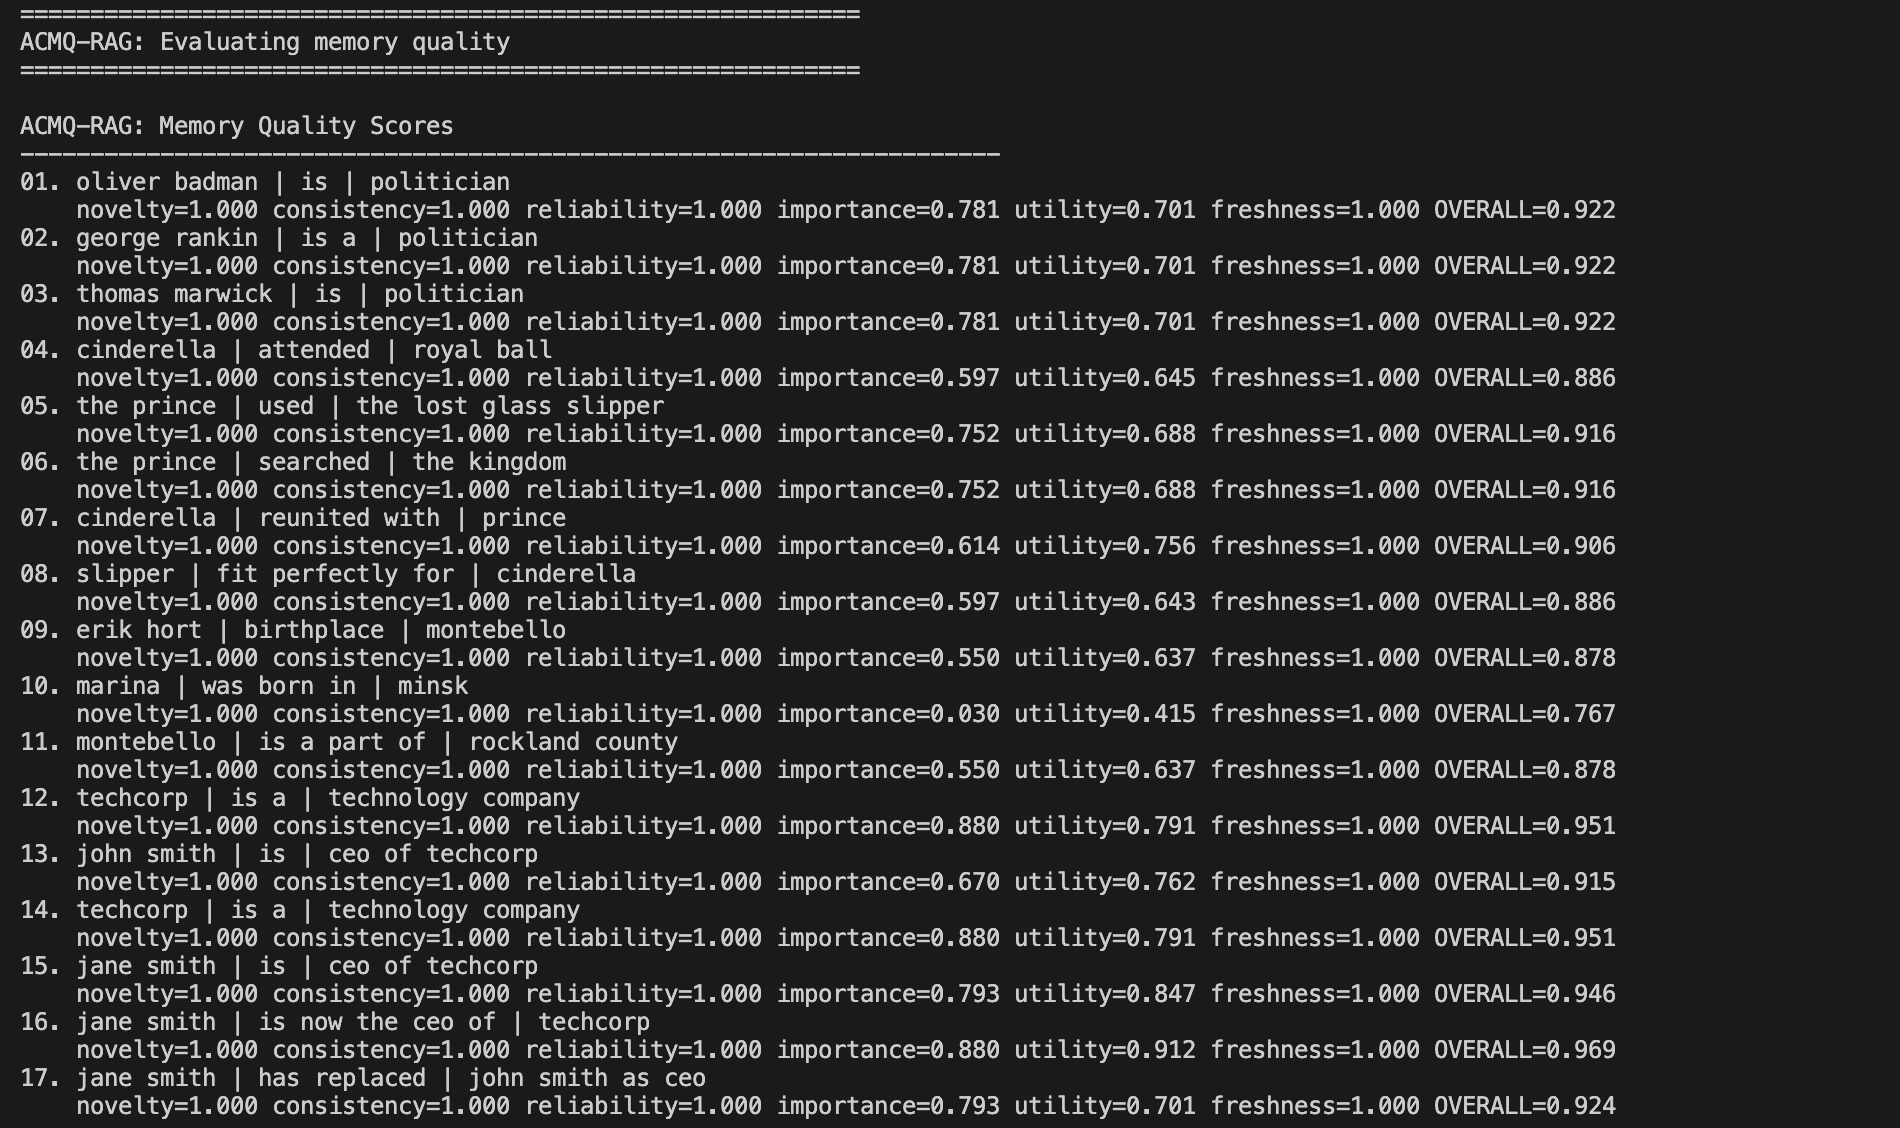 ============================================================
ACMQ-RAG: Evaluating memory quality
============================================================
ACMQ-RAG: Memory Quality Scores
----------------------------------------------------------------------
01. oliver badman | is | politician
    novelty=1.000 consistency=1.000 reliability=1.000 importance=0.781 utility=0.701 freshness=1.000 OVERALL=0.922
02. george rankin | is a | politician
    novelty=1.000 consistency=1.000 reliability=1.000 importance=0.781 utility=0.701 freshness=1.000 OVERALL=0.922
03. thomas marwick | is | politician
    novelty=1.000 consistency=1.000 reliability=1.000 importance=0.781 utility=0.701 freshness=1.000 OVERALL=0.922
04. cinderella | attended | royal ball
    novelty=1.000 consistency=1.000 reliability=1.000 importance=0.597 utility=0.645 freshness=1.000 OVERALL=0.886
05. the prince | used | the lost glass slipper
    novelty=1.000 consistency=1.000 reliability=1.000 importance=0.752 utility=0.688 freshness=1.000 OVERALL=0.916
06. the prince | searched | the kingdom
    novelty=1.000 consistency=1.000 reliability=1.000 importance=0.752 utility=0.688 freshness=1.000 OVERALL=0.916
07. cinderella | reunited with | prince
    novelty=1.000 consistency=1.000 reliability=1.000 importance=0.614 utility=0.756 freshness=1.000 OVERALL=0.906
08. slipper | fit perfectly for | cinderella
    novelty=1.000 consistency=1.000 reliability=1.000 importance=0.597 utility=0.643 freshness=1.000 OVERALL=0.886
09. erik hort | birthplace | montebello
    novelty=1.000 consistency=1.000 reliability=1.000 importance=0.550 utility=0.637 freshness=1.000 OVERALL=0.878
10. marina | was born in | minsk
    novelty=1.000 consistency=1.000 reliability=1.000 importance=0.030 utility=0.415 freshness=1.000 OVERALL=0.767
11. montebello | is a part of | rockland county
    novelty=1.000 consistency=1.000 reliability=1.000 importance=0.550 utility=0.637 freshness=1.000 OVERALL=0.878
12. techcorp | is a | technology company
    novelty=1.000 consistency=1.000 reliability=1.000 importance=0.880 utility=0.791 freshness=1.000 OVERALL=0.951
13. john smith | is | ceo of techcorp
    novelty=1.000 consistency=1.000 reliability=1.000 importance=0.670 utility=0.762 freshness=1.000 OVERALL=0.915
14. techcorp | is a | technology company
    novelty=1.000 consistency=1.000 reliability=1.000 importance=0.880 utility=0.791 freshness=1.000 OVERALL=0.951
15. jane smith | is | ceo of techcorp
    novelty=1.000 consistency=1.000 reliability=1.000 importance=0.793 utility=0.847 freshness=1.000 OVERALL=0.946
16. jane smith | is now the ceo of | techcorp
    novelty=1.000 consistency=1.000 reliability=1.000 importance=0.880 utility=0.912 freshness=1.000 OVERALL=0.969
17. jane smith | has replaced | john smith as ceo
    novelty=1.000 consistency=1.000 reliability=1.000 importance=0.793 utility=0.701 freshness=1.000 OVERALL=0.924